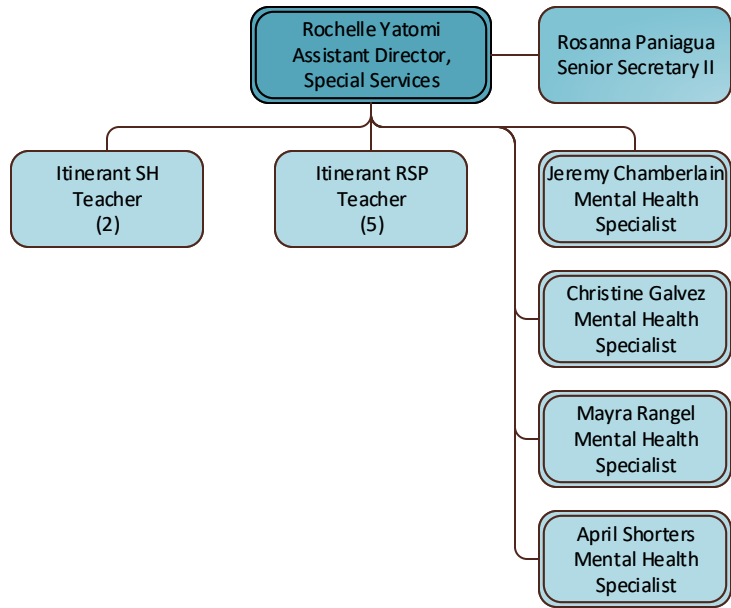 Rochelle Yatomi
Assistant Director,
Special Services
Rosanna Paniagua
Senior Secretary II
Itinerant SH
Teacher
(2)
Itinerant RSP
Teacher
(5)
Jeremy Chamberlain
Mental Health
Specialist
Christine Galvez
Mental Health
Specialist
Mayra Rangel
Mental Health
Specialist
April Shorters
Mental Health
Specialist